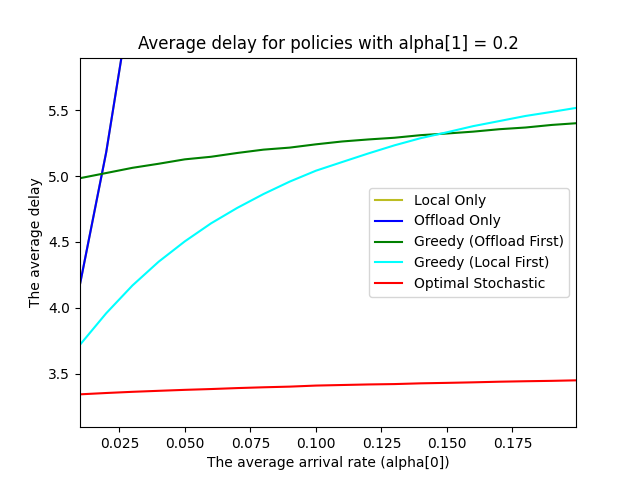 Average delay for policies with alpha[1] = 0.2
The average delay
5.5
5.0
4.5
4.0
3.5
Local Only
Offload Only
Greedy (Offload First)
Greedy (Local First)
Optimal Stochastic
0.025 0.050 0.075 0.100 0.125 0.150 0.175
The average arrival rate (alpha[0])